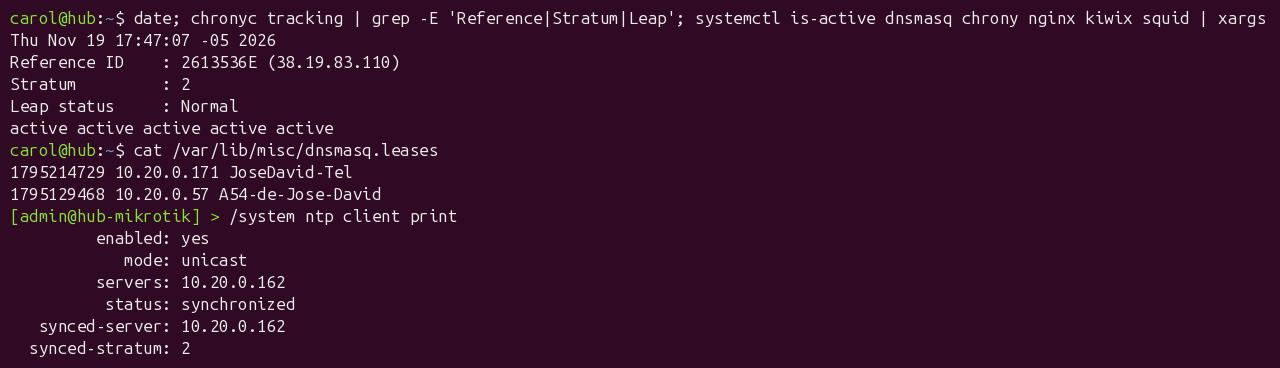 carol@hub:~$ date; chronyc tracking | grep -E 'Reference|Stratum|Leap'; systemctl is-active dnsmasq chrony nginx kiwix squid | xargs
Thu Nov 19 17:47:07 -05 2026
Reference ID    : 2613536E (38.19.83.110)
Stratum         : 2
Leap status     : Normal
active active active active active
carol@hub:~$ cat /var/lib/misc/dnsmasq.leases
1795214729 10.20.0.171 JoseDavid-Tel
1795129468 10.20.0.57 A54-de-Jose-David
[admin@hub-mikrotik] > /system ntp client print
         enabled: yes
            mode: unicast
         servers: 10.20.0.162
          status: synchronized
   synced-server: 10.20.0.162
  synced-stratum: 2